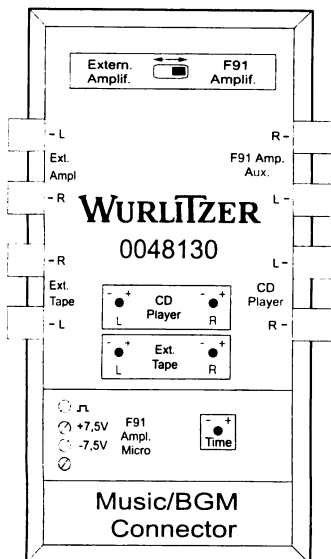 Extern. Amplif.
F91 Amplif.
- L
Ext. Ampl
- R
- R
Ext. Tape
- L
R -
F91 Amp. Aux.
L -
L -
CD Player
R -
WURLITZER
0048130
- +
L
CD Player
- +
R
- +
L
Ext. Tape
- +
R
+7,5V
-7,5V
F91 Ampl. Micro
- +
Time
Music/BGM
Connector